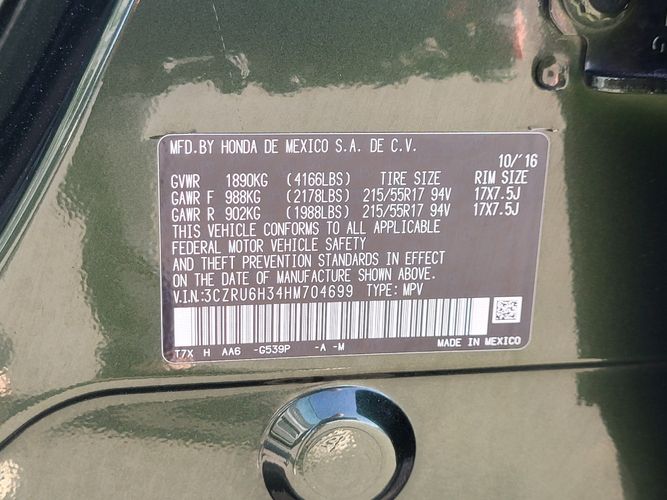 MFD.BY HONDA DE MEXICO S.A. DE C.V.
10/'16
GVWR 1890KG (4166LBS) TIRE SIZE RIM SIZE
GAWR F 988KG (2178LBS) 215/55R17 94V 17X7.5J
GAWR R 902KG (1988LBS) 215/55R17 94V 17X7.5J
THIS VEHICLE CONFORMS TO ALL APPLICABLE
FEDERAL MOTOR VEHICLE SAFETY
AND THEFT PREVENTION STANDARDS IN EFFECT
ON THE DATE OF MANUFACTURE SHOWN ABOVE.
V.I.N:3CZRU6H34HM704699 TYPE: MPV
T7X H AA6 -G539P -A -M MADE IN MEXICO